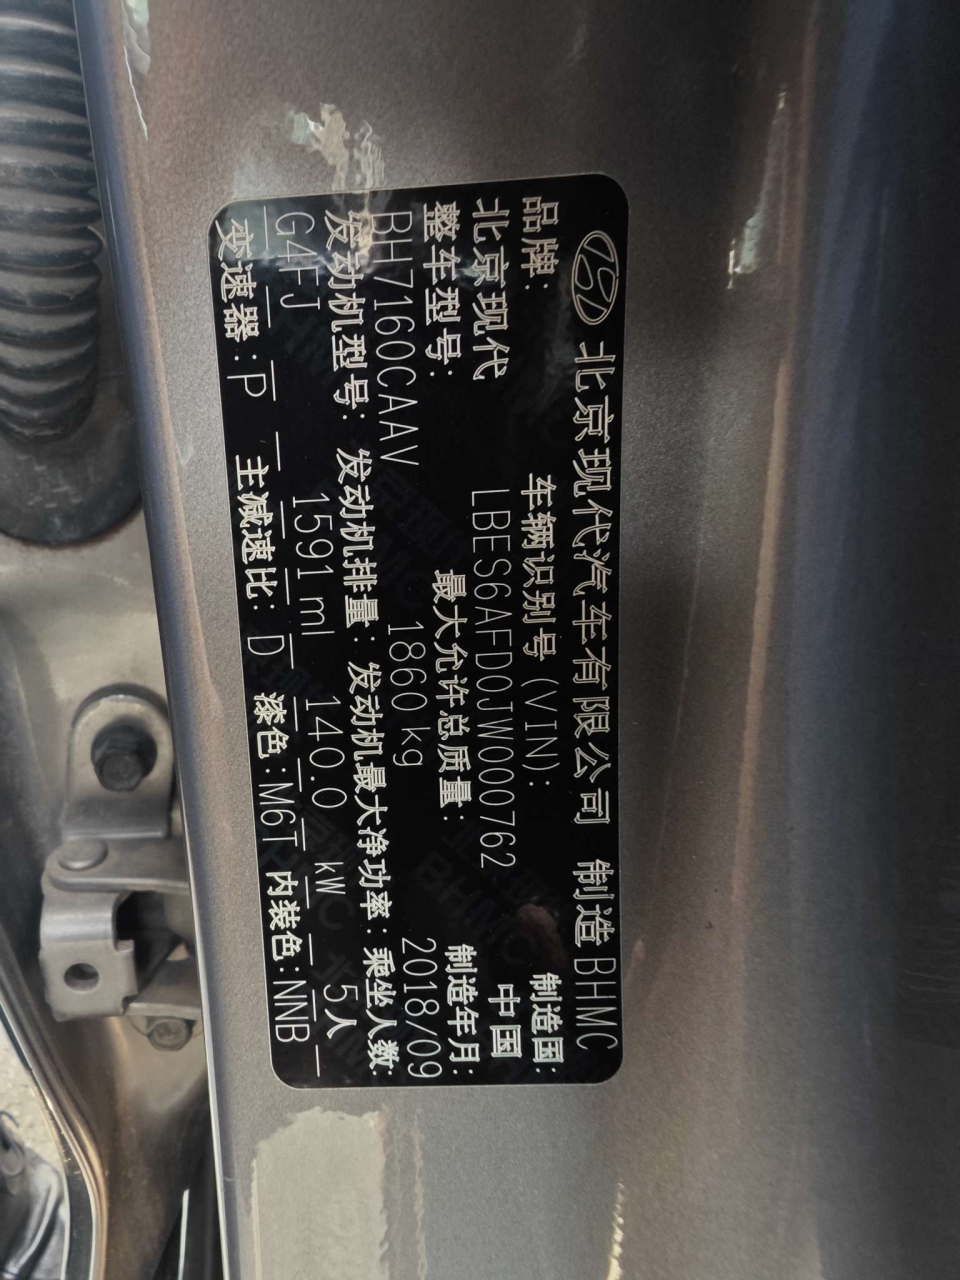 北京现代汽车有限公司 制造 BHMC
品牌: 车辆识别号 (VIN): 制造国:
北京现代 LBES6AFD0JW000762 中国
整车型号: 最大允许总质量: 制造年月:
BH7160CAAV 1860kg 2018/09
发动机型号: 发动机排量: 发动机最大净功率: 乘坐人数:
G4FJ 1591ml 140.0 kW 5人
变速器: P 主减速比: D 漆色: M6T 内装色: NNB